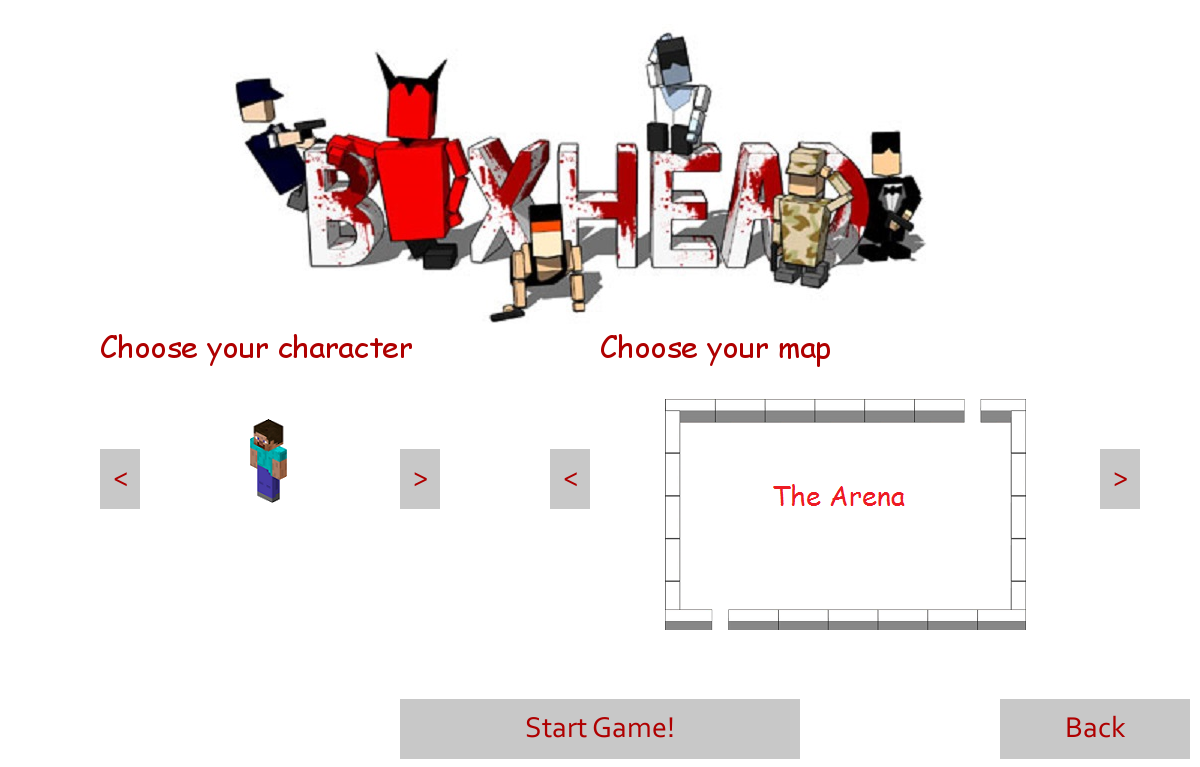 BOXHEAD
Choose your character
Choose your map
<
>
<
The Arena
>
Start Game!
Back